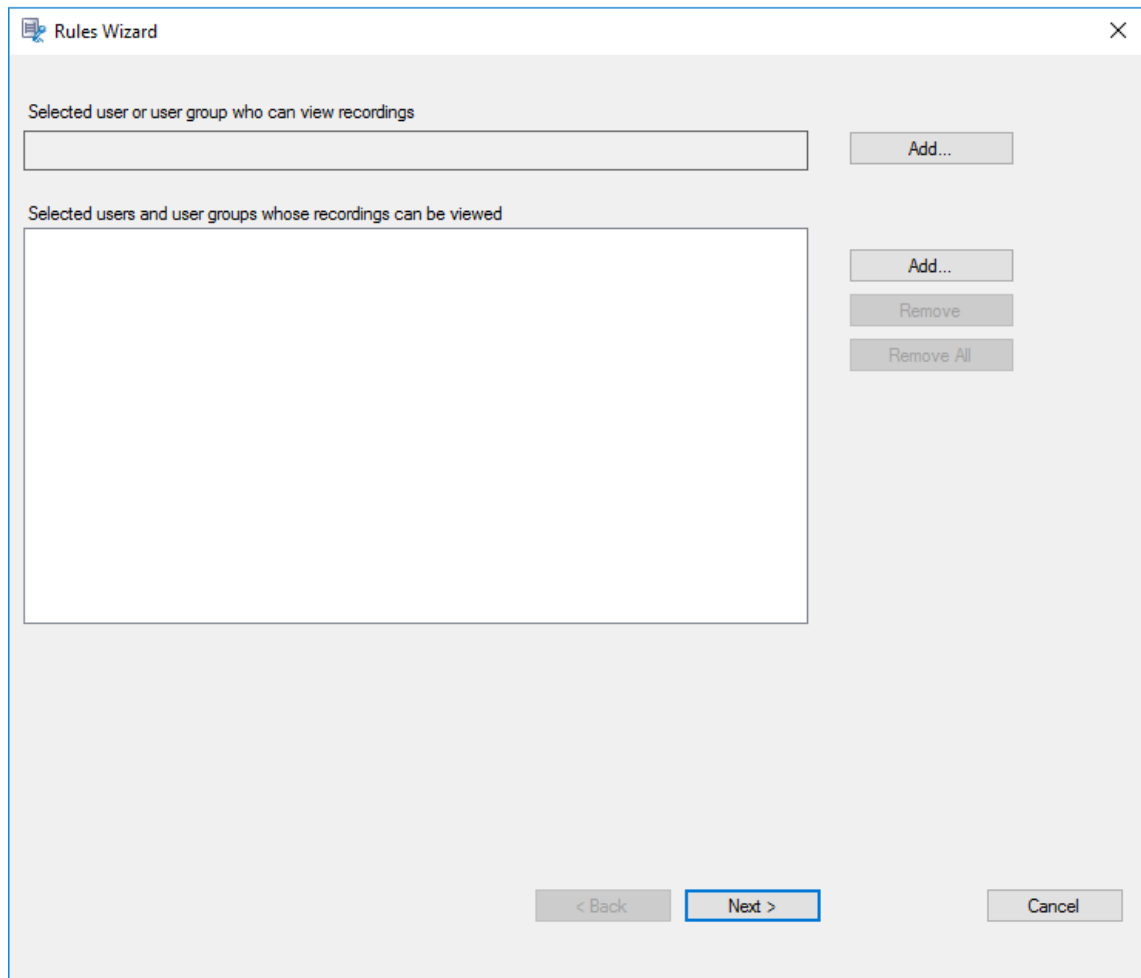 Rules Wizard
Selected user or user group who can view recordings
Add...
Selected users and user groups whose recordings can be viewed
Add...
Remove
Remove All
< Back
Next >
Cancel